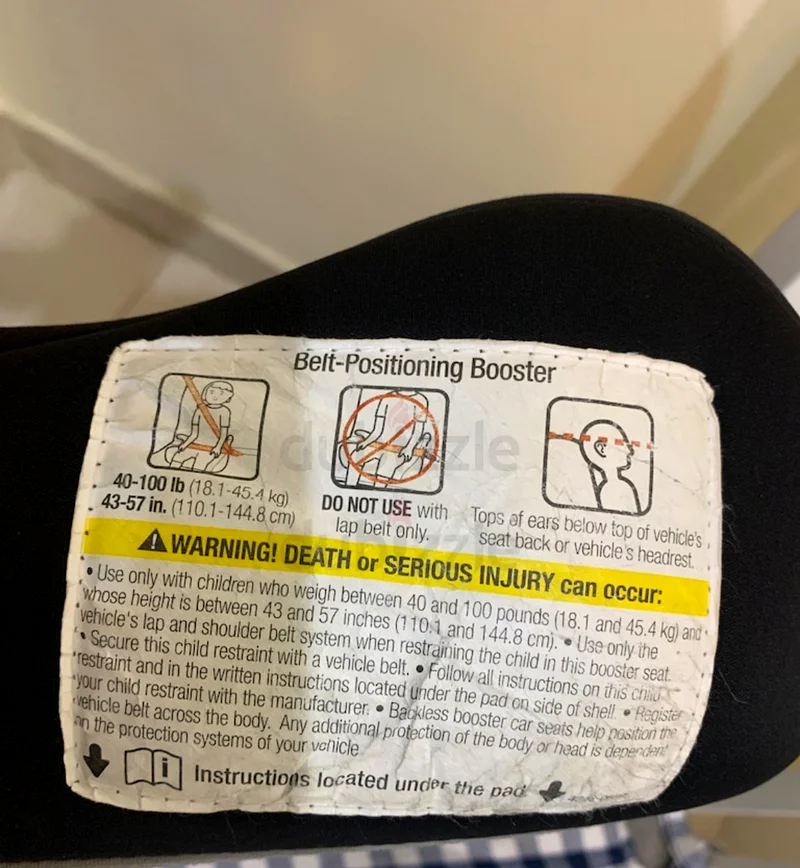 Belt-Positioning Booster
40-100 lb (18.1-45.4 kg)
43-57 in. (110.1-144.8 cm)
DO NOT USE with
lap belt only.
Tops of ears below top of vehicle's
seat back or vehicle's headrest.
WARNING! DEATH or SERIOUS INJURY can occur:
• Use only with children who weigh between 40 and 100 pounds (18.1 and 45.4 kg) and
whose height is between 43 and 57 inches (110.1 and 144.8 cm). • Use only the
vehicle's lap and shoulder belt system when restraining the child in this booster seat.
• Secure this child restraint with a vehicle belt. • Follow all instructions on this child
restraint and in the written instructions located under the pad on side of shell. • Register
your child restraint with the manufacturer. • Backless booster car seats help position the
vehicle belt across the body. Any additional protection of the body or head is dependent
on the protection systems of your vehicle
Instructions located under the pad
dubizzle
dubizzle